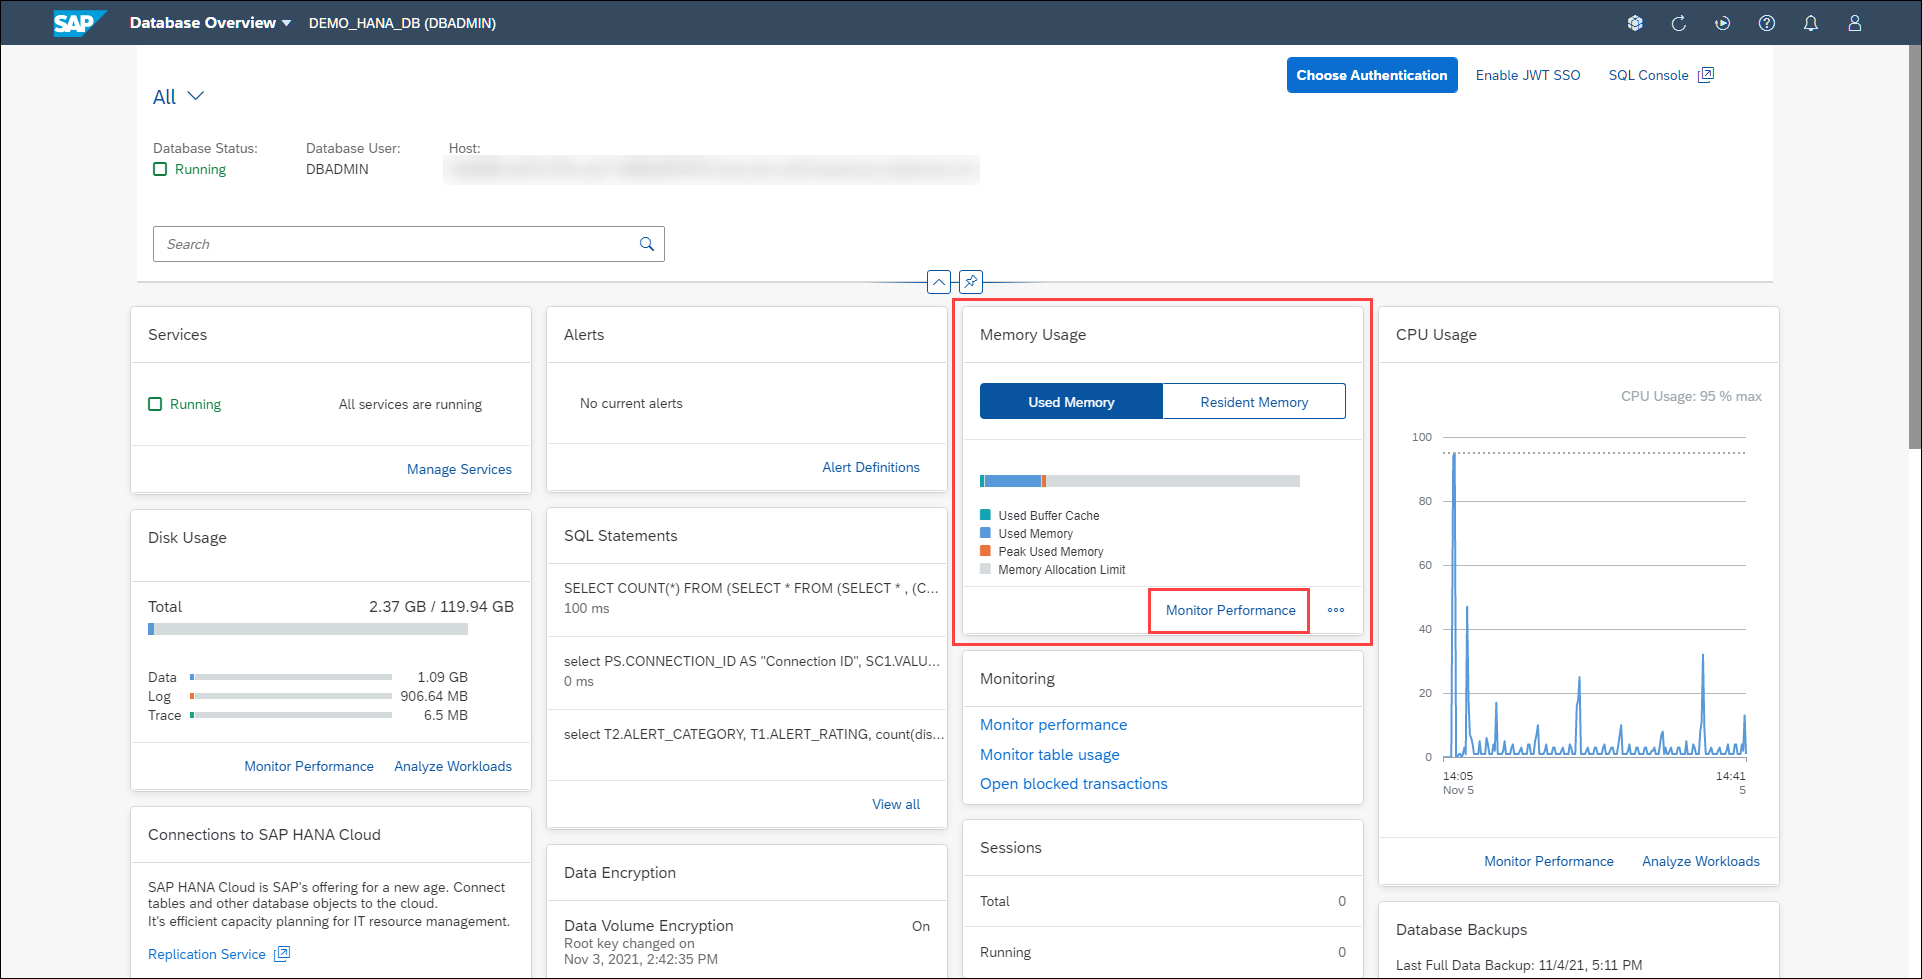 SAP Database Overview DEMO_HANA_DB (DBADMIN)
Choose Authentication Enable JWT SSO SQL Console
All
Database Status: Database User: Host:
Running DBADMIN
Search
Services
Running All services are running
Manage Services
Disk Usage
Total 2.37 GB / 119.94 GB
Data 1.09 GB
Log 906.64 MB
Trace 6.5 MB
Monitor Performance Analyze Workloads
Connections to SAP HANA Cloud
SAP HANA Cloud is SAP's offering for a new age. Connect
tables and other database objects to the cloud.
It's efficient capacity planning for IT resource management.
Replication Service
Alerts
No current alerts
Alert Definitions
SQL Statements
SELECT COUNT(*) FROM (SELECT * FROM (SELECT * , (C...
100 ms
select PS.CONNECTION_ID AS "Connection ID", SC1.VALU...
0 ms
select T2.ALERT_CATEGORY, T1.ALERT_RATING, count(dis...
View all
Data Encryption
Data Volume Encryption On
Root key changed on
Nov 3, 2021, 2:42:35 PM
Memory Usage
Used Memory Resident Memory
Used Buffer Cache
Used Memory
Peak Used Memory
Memory Allocation Limit
Monitor Performance
Monitoring
Monitor performance
Monitor table usage
Open blocked transactions
Sessions
Total 0
Running 0
CPU Usage
CPU Usage: 95 % max
100
80
60
40
20
0
14:05 14:41
Nov 5 5
Monitor Performance Analyze Workloads
Database Backups
Last Full Data Backup: 11/4/21, 5:11 PM